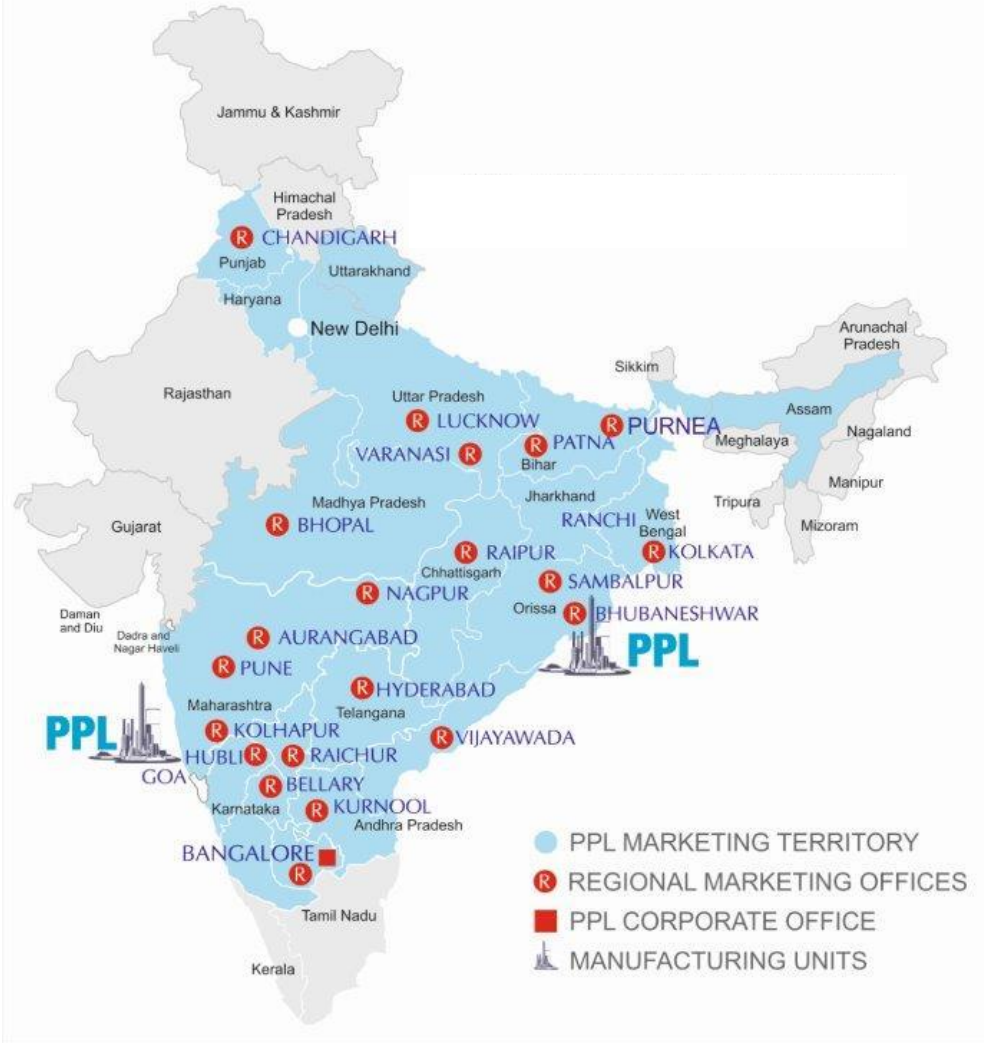 Jammu & Kashmir
Himachal
Pradesh
R CHANDIGARH
Punjab
Uttarakhand
Haryana
New Delhi
Arunachal
Pradesh
Sikkim
Rajasthan
Uttar Pradesh
Assam
R LUCKNOW
R PURNEA
Nagaland
R PATNA
Meghalaya
VARANASI R
Bihar
Manipur
Jharkhand
Madhya Pradesh
Tripura
RANCHI
West
Bengal
Gujarat
R BHOPAL
Mizoram
R RAIPUR
R KOLKATA
Chhattisgarh
R SAMBALPUR
R NAGPUR
Orissa
R BHUBANESHWAR
Daman
and Diu
Dadra and
Nagar Haveli
R AURANGABAD
PPL
R PUNE
R HYDERABAD
Maharashtra
Telangana
PPL
R KOLHAPUR
R VIJAYAWADA
HUBLI R
R RAICHUR
GOA
R BELLARY
Karnataka
R KURNOOL
Andhra Pradesh
BANGALORE
R
Tamil Nadu
Kerala
PPL MARKETING TERRITORY
R REGIONAL MARKETING OFFICES
PPL CORPORATE OFFICE
MANUFACTURING UNITS